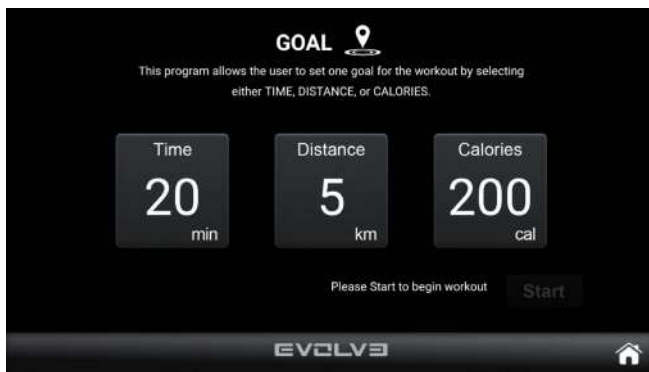 GOAL
This program allows the user to set one goal for the workout by selecting
either TIME, DISTANCE, or CALORIES.
Time
20
min
Distance
5
km
Calories
200
cal
Please Start to begin workout
Start
EVOLVE